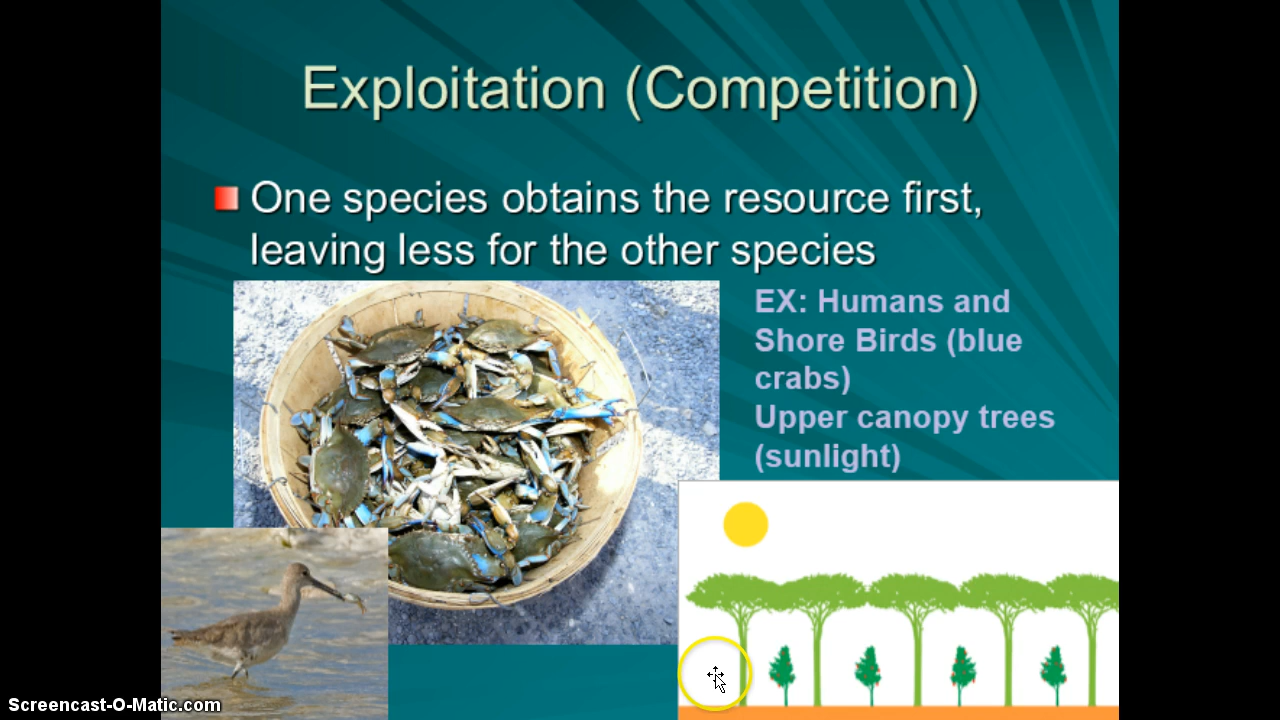 Exploitation (Competition)
One species obtains the resource first,
leaving less for the other species
EX: Humans and
Shore Birds (blue
crabs)
Upper canopy trees
(sunlight)
Screencast-O-Matic.com